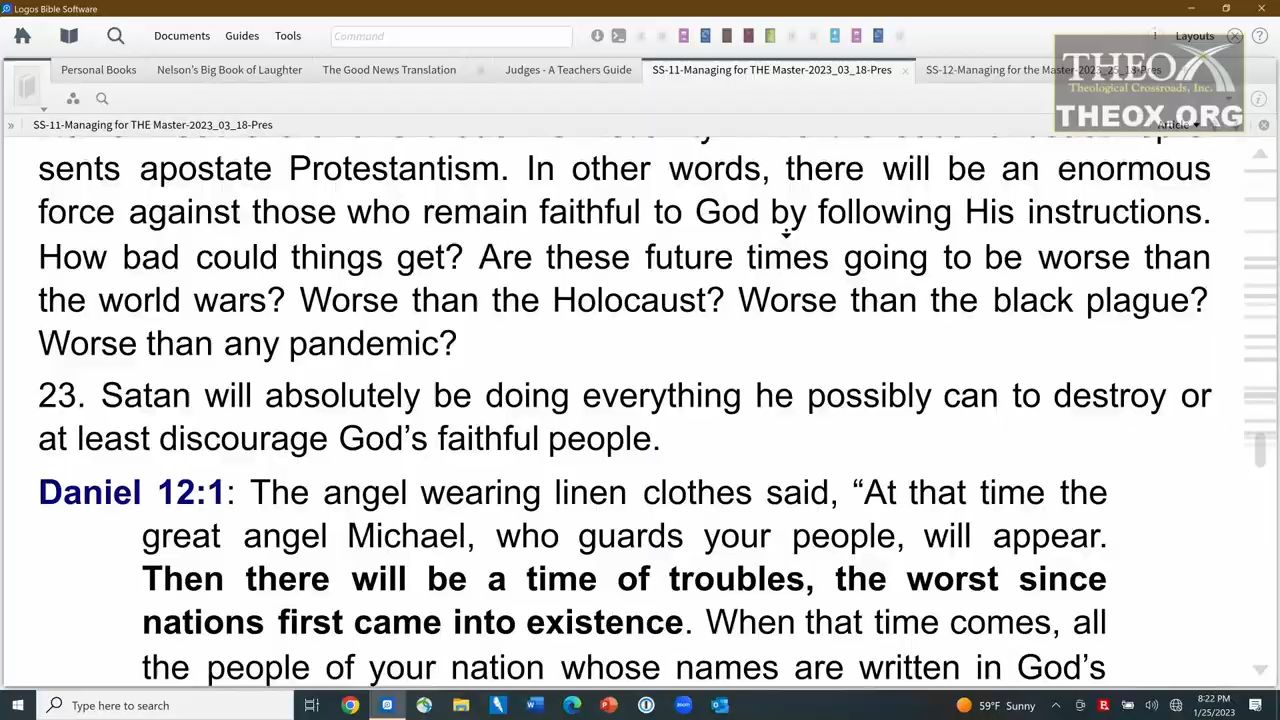 Logos Bible Software
Documents Guides Tools Command Layouts
Personal Books Nelson's Big Book of Laughter The Judges - A Teachers Guide SS-11-Managing for THE Master-2023_03_18-Pres SS-12-Managing for the Master-2023_25_18-Pres
THEOX
Theological Crossroads, Inc.
THEOX.ORG
SS-11-Managing for THE Master-2023_03_18-Pres Article
sents apostate Protestantism. In other words, there will be an enormous
force against those who remain faithful to God by following His instructions.
How bad could things get? Are these future times going to be worse than
the world wars? Worse than the Holocaust? Worse than the black plague?
Worse than any pandemic?
23. Satan will absolutely be doing everything he possibly can to destroy or
at least discourage God's faithful people.
Daniel 12:1: The angel wearing linen clothes said, “At that time the
great angel Michael, who guards your people, will appear.
Then there will be a time of troubles, the worst since
nations first came into existence. When that time comes, all
the people of your nation whose names are written in God's
Type here to search 59°F Sunny 8:22 PM
1/25/2023